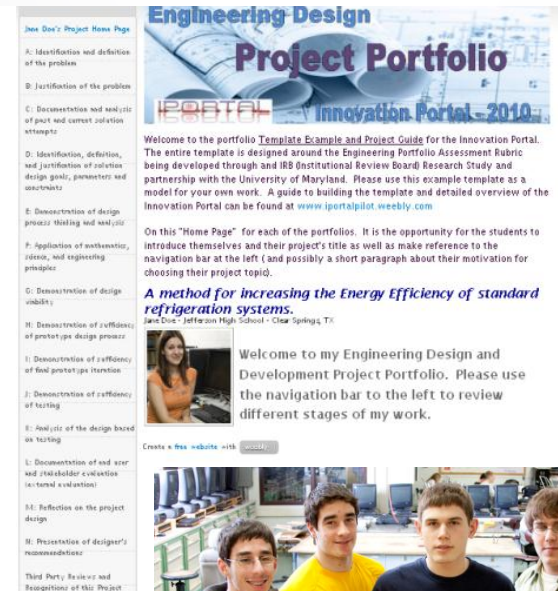 Jane Doe's Project Home Page
A: Identification and definition
of the problem
B: Justification of the problem
C: Documentation and analysis
of past and current solution
attempts
D: Identification, definition,
and justification of solution
design goals, parameters and
constraints
E: Demonstration of design
process thinking and analysis
F: Application of mathematics,
science, and engineering
principles
G: Demonstration of design
viability
H: Demonstration of sufficiency
of prototype design process
I: Demonstration of sufficiency
of final prototype iteration
J: Demonstration of sufficiency
of testing
K: Analysis of the design based
on testing
L: Documentation of end user
and stakeholder evaluation
(external evaluation)
M: Reflection on the project
design
N: Presentation of designer's
recommendations
Third Party Reviews and
Recognitions of this Project
Engineering Design
Project Portfolio
IPORTAL
Innovation Portal - 2010
Welcome to the portfolio Template Example and Project Guide for the Innovation Portal.
The entire template is designed around the Engineering Portfolio Assessment Rubric
being developed through and IRB (Institutional Review Board) Research Study and
partnership with the University of Maryland. Please use this example template as a
model for your own work. A guide to building the template and detailed overview of the
Innovation Portal can be found at www.iportalpilot.weebly.com
On this "Home Page" for each of the portfolios. It is the opportunity for the students to
introduce themselves and their project's title as well as make reference to the
navigation bar at the left (and possibly a short paragraph about their motivation for
choosing their project topic).
A method for increasing the Energy Efficiency of standard
refrigeration systems.
Jane Doe - Jefferson High School - Clear Springs, TX
Welcome to my Engineering Design and
Development Project Portfolio. Please use
the navigation bar to the left to review
different stages of my work.
Create a free website with weebly